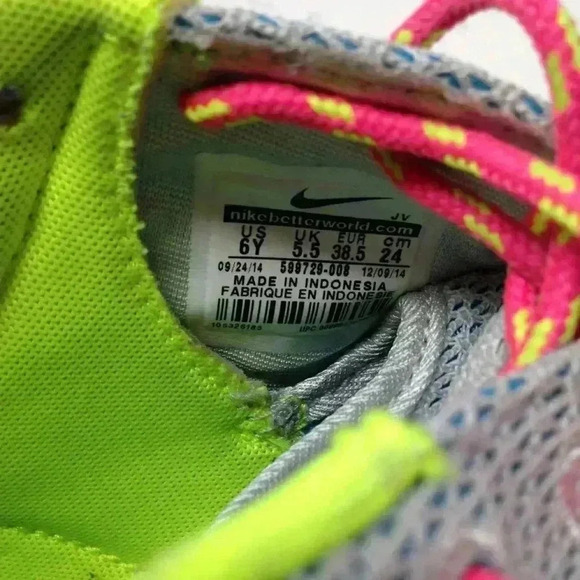 JV
nikebetterworld.com
US UK EUR cm
6Y 5.5 38.5 24
09/24/14 599729-008 12/09/14
MADE IN INDONESIA
FABRIQUE EN INDONESIE
UPC: